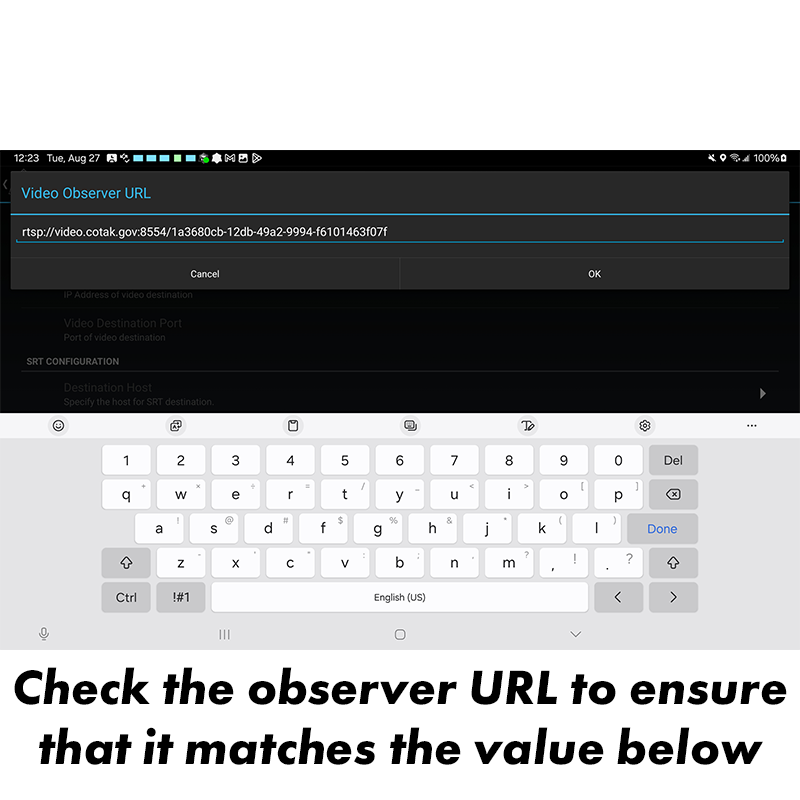 12:23 Tue, Aug 27
100%
Video Observer URL
rtsp://video.cotak.gov:8554/1a3680cb-12db-49a2-9994-f6101463f07f
Cancel OK
IP Address of video destination
Video Destination Port
Port of video destination
SRT CONFIGURATION
Destination Host
Specify the host for SRT destination.
1 2 3 4 5 6 7 8 9 0 Del
q + w × e ÷ r = t / y _ u < i > o [ p ]
a ! s @ d # f $ g % h & j * k ( l ) Done
z - x ' c " v : b ; n , m ? , ! . ?
Ctrl !#1 English (US) < >
Check the observer URL to ensure
that it matches the value below